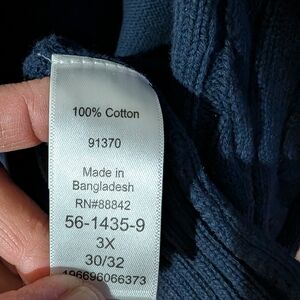 100% Cotton
91370
Made in
Bangladesh
RN#88842
56-1435-9
3X
30/32
196696066373